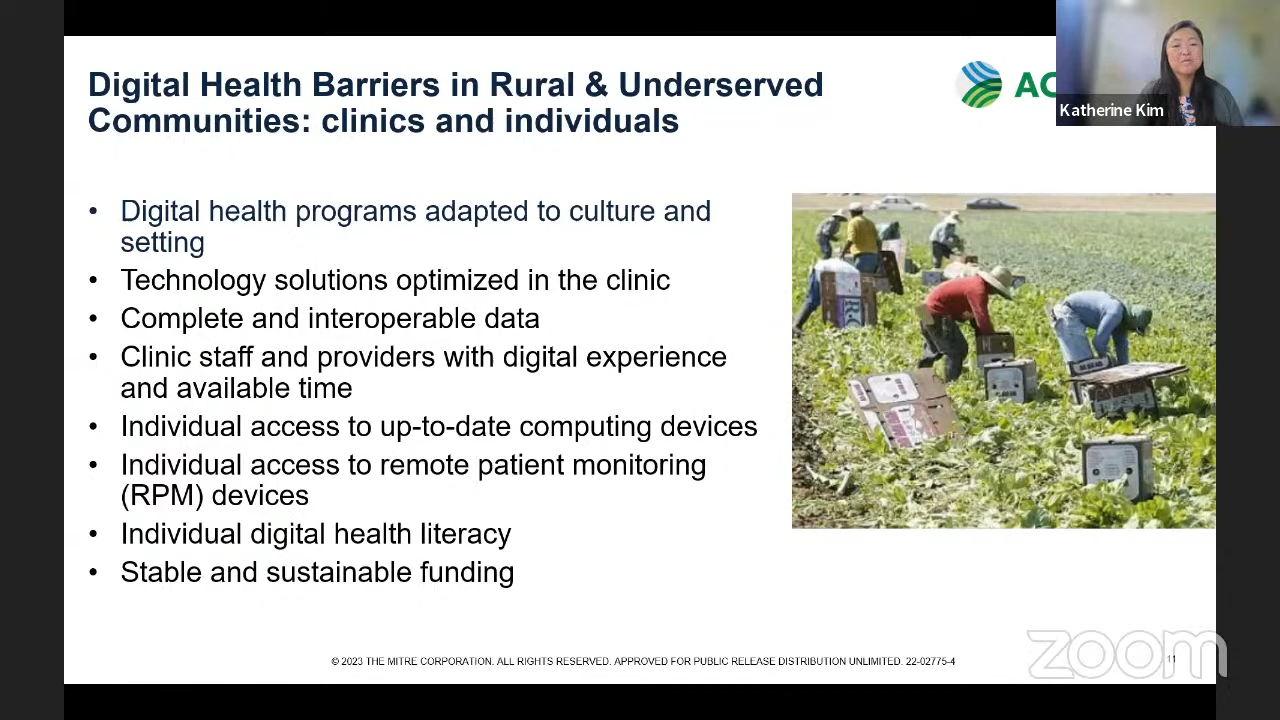 Digital Health Barriers in Rural & Underserved
Communities: clinics and individuals
AC
Katherine Kim
• Digital health programs adapted to culture and
setting
• Technology solutions optimized in the clinic
• Complete and interoperable data
• Clinic staff and providers with digital experience
and available time
• Individual access to up-to-date computing devices
• Individual access to remote patient monitoring
(RPM) devices
• Individual digital health literacy
• Stable and sustainable funding
© 2023 THE MITRE CORPORATION. ALL RIGHTS RESERVED. APPROVED FOR PUBLIC RELEASE DISTRIBUTION UNLIMITED. 22-02775-4
11
zoom